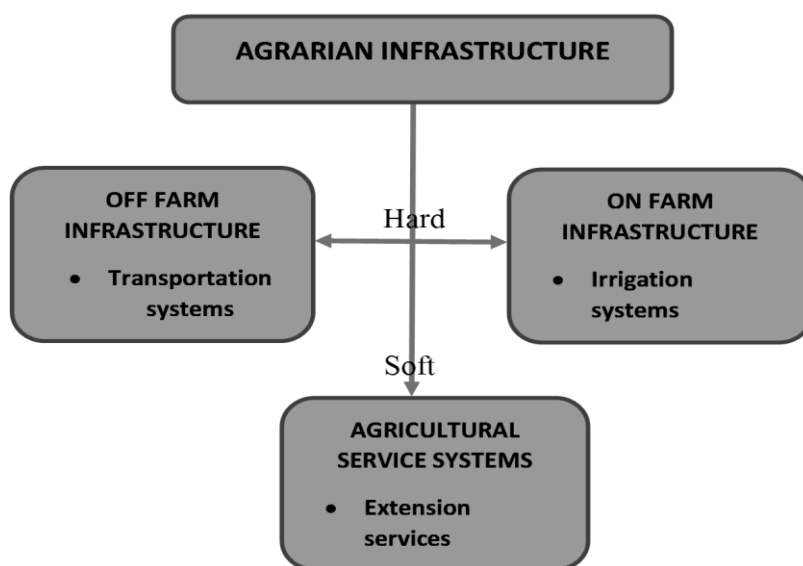 AGRARIAN INFRASTRUCTURE
OFF FARM
INFRASTRUCTURE
• Transportation
systems
Hard
ON FARM
INFRASTRUCTURE
• Irrigation
systems
Soft
AGRICULTURAL
SERVICE SYSTEMS
• Extension
services